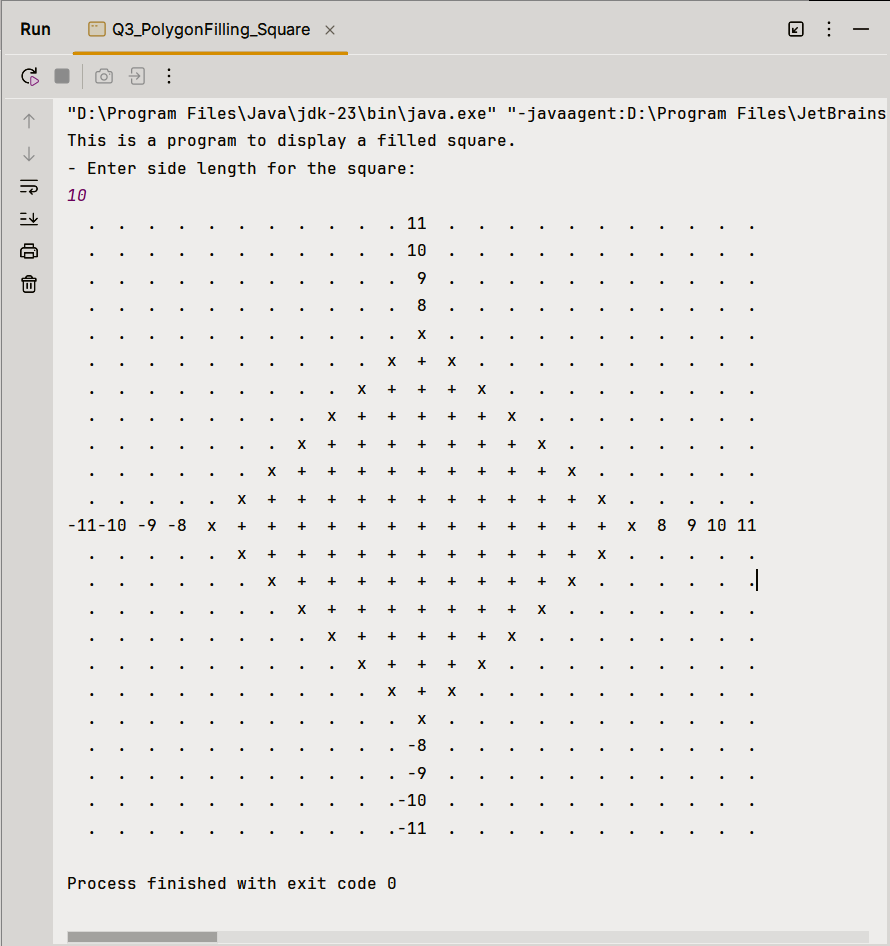 Run Q3_PolygonFilling_Square ×
"D:\Program Files\Java\jdk-23\bin\java.exe" "-javaagent:D:\Program Files\JetBrains
This is a program to display a filled square.
- Enter side length for the square:
10
  .  .  .  .  .  .  .  .  .  .  . 11  .  .  .  .  .  .  .  .  .  .  .
  .  .  .  .  .  .  .  .  .  .  . 10  .  .  .  .  .  .  .  .  .  .  .
  .  .  .  .  .  .  .  .  .  .  .  9  .  .  .  .  .  .  .  .  .  .  .
  .  .  .  .  .  .  .  .  .  .  .  8  .  .  .  .  .  .  .  .  .  .  .
  .  .  .  .  .  .  .  .  .  .  .  x  .  .  .  .  .  .  .  .  .  .  .
  .  .  .  .  .  .  .  .  .  .  x  +  x  .  .  .  .  .  .  .  .  .  .
  .  .  .  .  .  .  .  .  .  x  +  +  +  x  .  .  .  .  .  .  .  .  .
  .  .  .  .  .  .  .  .  x  +  +  +  +  +  x  .  .  .  .  .  .  .  .
  .  .  .  .  .  .  .  x  +  +  +  +  +  +  +  x  .  .  .  .  .  .  .
  .  .  .  .  .  .  x  +  +  +  +  +  +  +  +  +  x  .  .  .  .  .  .
  .  .  .  .  .  x  +  +  +  +  +  +  +  +  +  +  +  x  .  .  .  .  .
-11-10 -9 -8  x  +  +  +  +  +  +  +  +  +  +  +  +  +  x  8  9 10 11
  .  .  .  .  .  x  +  +  +  +  +  +  +  +  +  +  +  x  .  .  .  .  .
  .  .  .  .  .  .  x  +  +  +  +  +  +  +  +  +  x  .  .  .  .  .  .
  .  .  .  .  .  .  .  x  +  +  +  +  +  +  +  x  .  .  .  .  .  .  .
  .  .  .  .  .  .  .  .  x  +  +  +  +  +  x  .  .  .  .  .  .  .  .
  .  .  .  .  .  .  .  .  .  x  +  +  +  x  .  .  .  .  .  .  .  .  .
  .  .  .  .  .  .  .  .  .  .  x  +  x  .  .  .  .  .  .  .  .  .  .
  .  .  .  .  .  .  .  .  .  .  .  x  .  .  .  .  .  .  .  .  .  .  .
  .  .  .  .  .  .  .  .  .  .  . -8  .  .  .  .  .  .  .  .  .  .  .
  .  .  .  .  .  .  .  .  .  .  . -9  .  .  .  .  .  .  .  .  .  .  .
  .  .  .  .  .  .  .  .  .  .  .-10  .  .  .  .  .  .  .  .  .  .  .
  .  .  .  .  .  .  .  .  .  .  .-11  .  .  .  .  .  .  .  .  .  .  .
Process finished with exit code 0